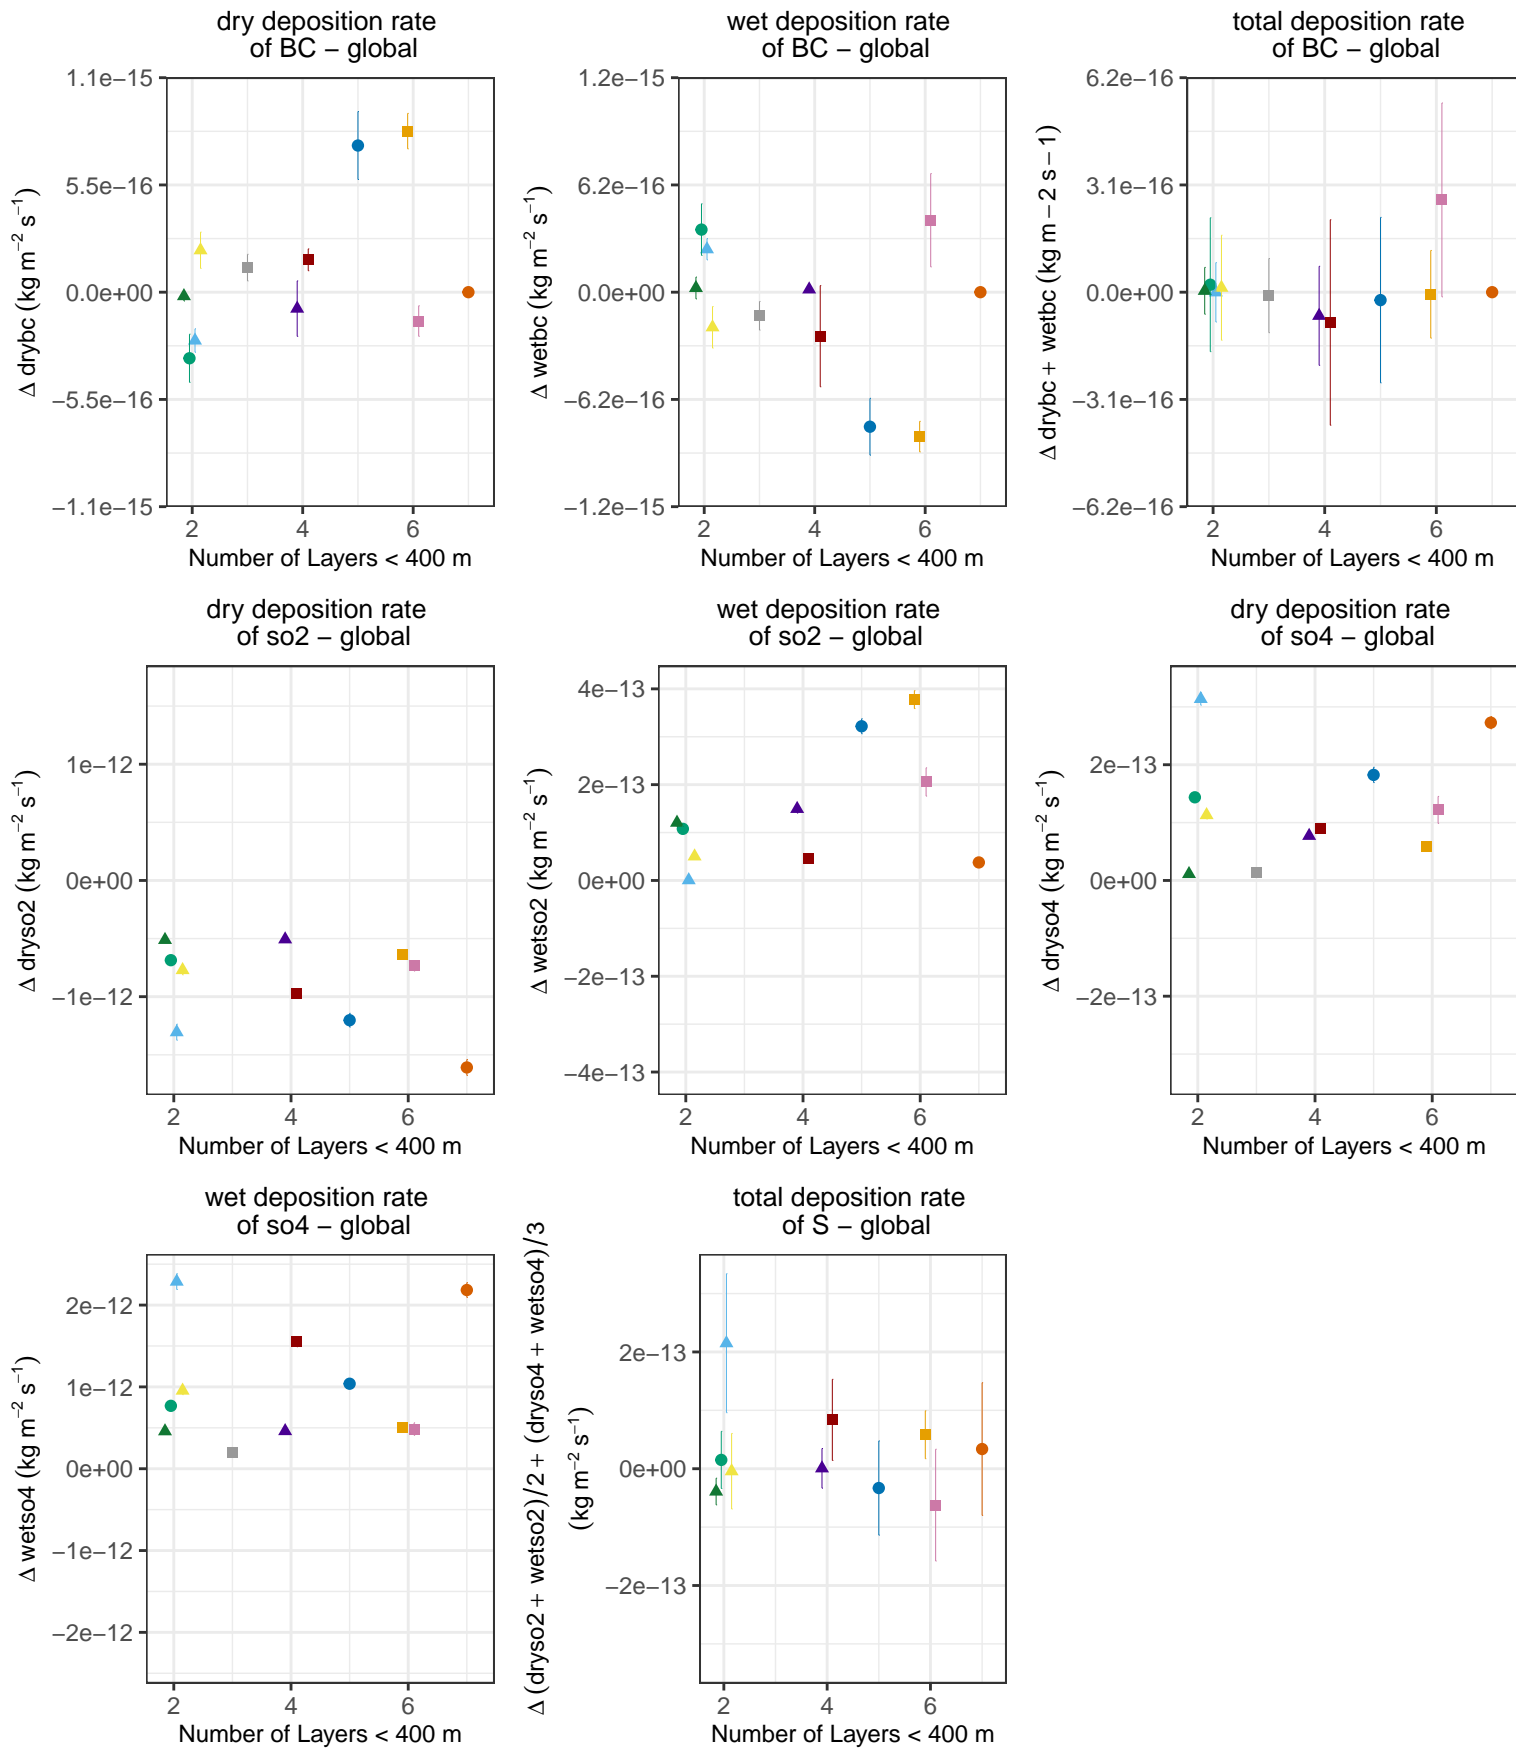 dry deposition rate
of BC − global
Δ drybc (kg m−2 s−1)
1.1e−15
5.5e−16
0.0e+00
−5.5e−16
−1.1e−15
2 4 6
Number of Layers < 400 m
wet deposition rate
of BC − global
Δ wetbc (kg m−2 s−1)
1.2e−15
6.2e−16
0.0e+00
−6.2e−16
−1.2e−15
2 4 6
Number of Layers < 400 m
total deposition rate
of BC − global
Δ drybc + wetbc (kg m − 2 s − 1)
6.2e−16
3.1e−16
0.0e+00
−3.1e−16
−6.2e−16
2 4 6
Number of Layers < 400 m
dry deposition rate
of so2 − global
Δ dryso2 (kg m−2 s−1)
1e−12
0e+00
−1e−12
2 4 6
Number of Layers < 400 m
wet deposition rate
of so2 − global
Δ wetso2 (kg m−2 s−1)
4e−13
2e−13
0e+00
−2e−13
−4e−13
2 4 6
Number of Layers < 400 m
dry deposition rate
of so4 − global
Δ dryso4 (kg m−2 s−1)
2e−13
0e+00
−2e−13
2 4 6
Number of Layers < 400 m
wet deposition rate
of so4 − global
Δ wetso4 (kg m−2 s−1)
2e−12
1e−12
0e+00
−1e−12
−2e−12
2 4 6
Number of Layers < 400 m
total deposition rate
of S − global
Δ (dryso2 + wetso2)/2 + (dryso4 + wetso4)/3
(kg m−2 s−1)
2e−13
0e+00
−2e−13
2 4 6
Number of Layers < 400 m